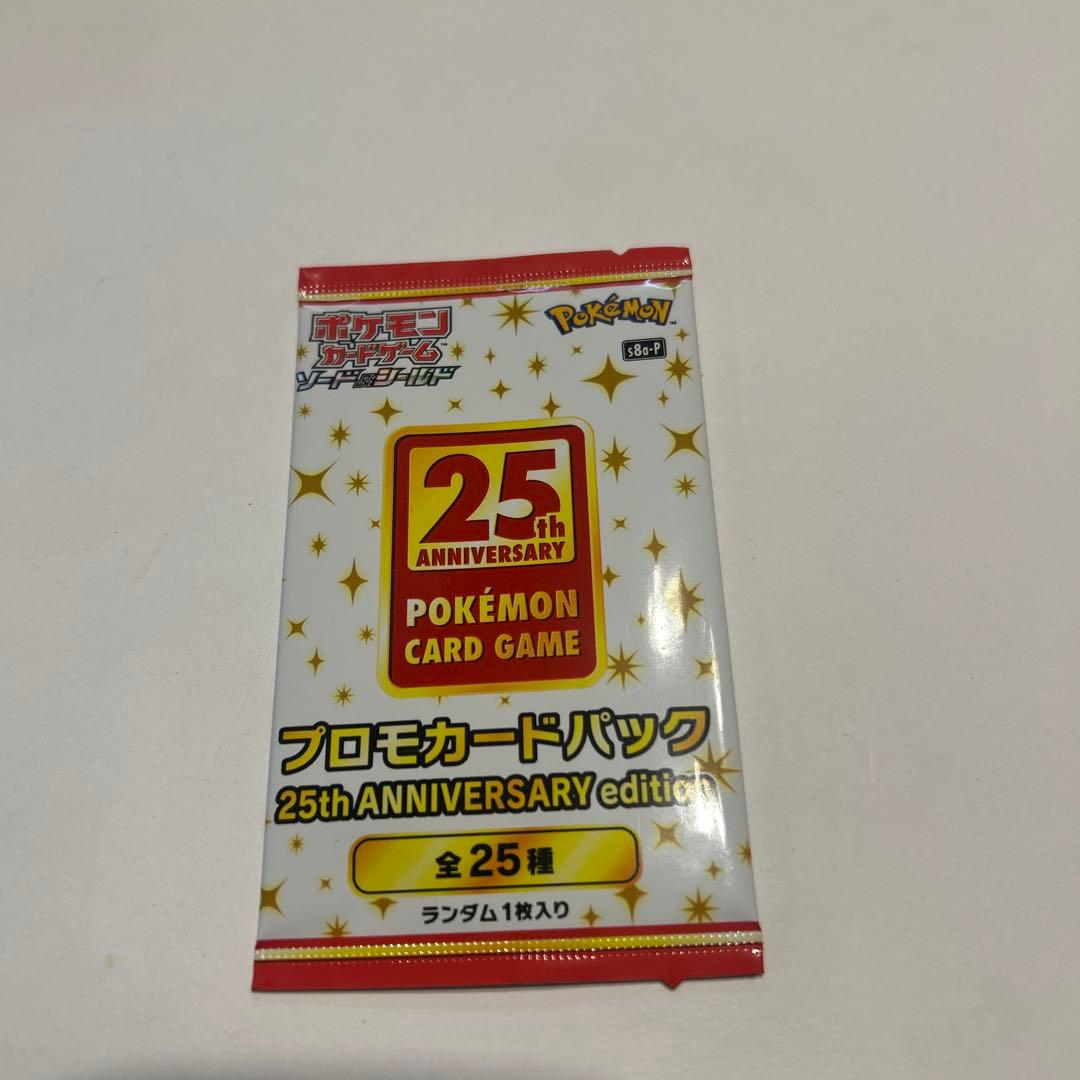 ポケモン
カードゲーム
ソード&シールド
Pokémon
s8a-P
25th
ANNIVERSARY
POKÉMON
CARD GAME
プロモカードパック
25th ANNIVERSARY edition
全25種
ランダム1枚入り